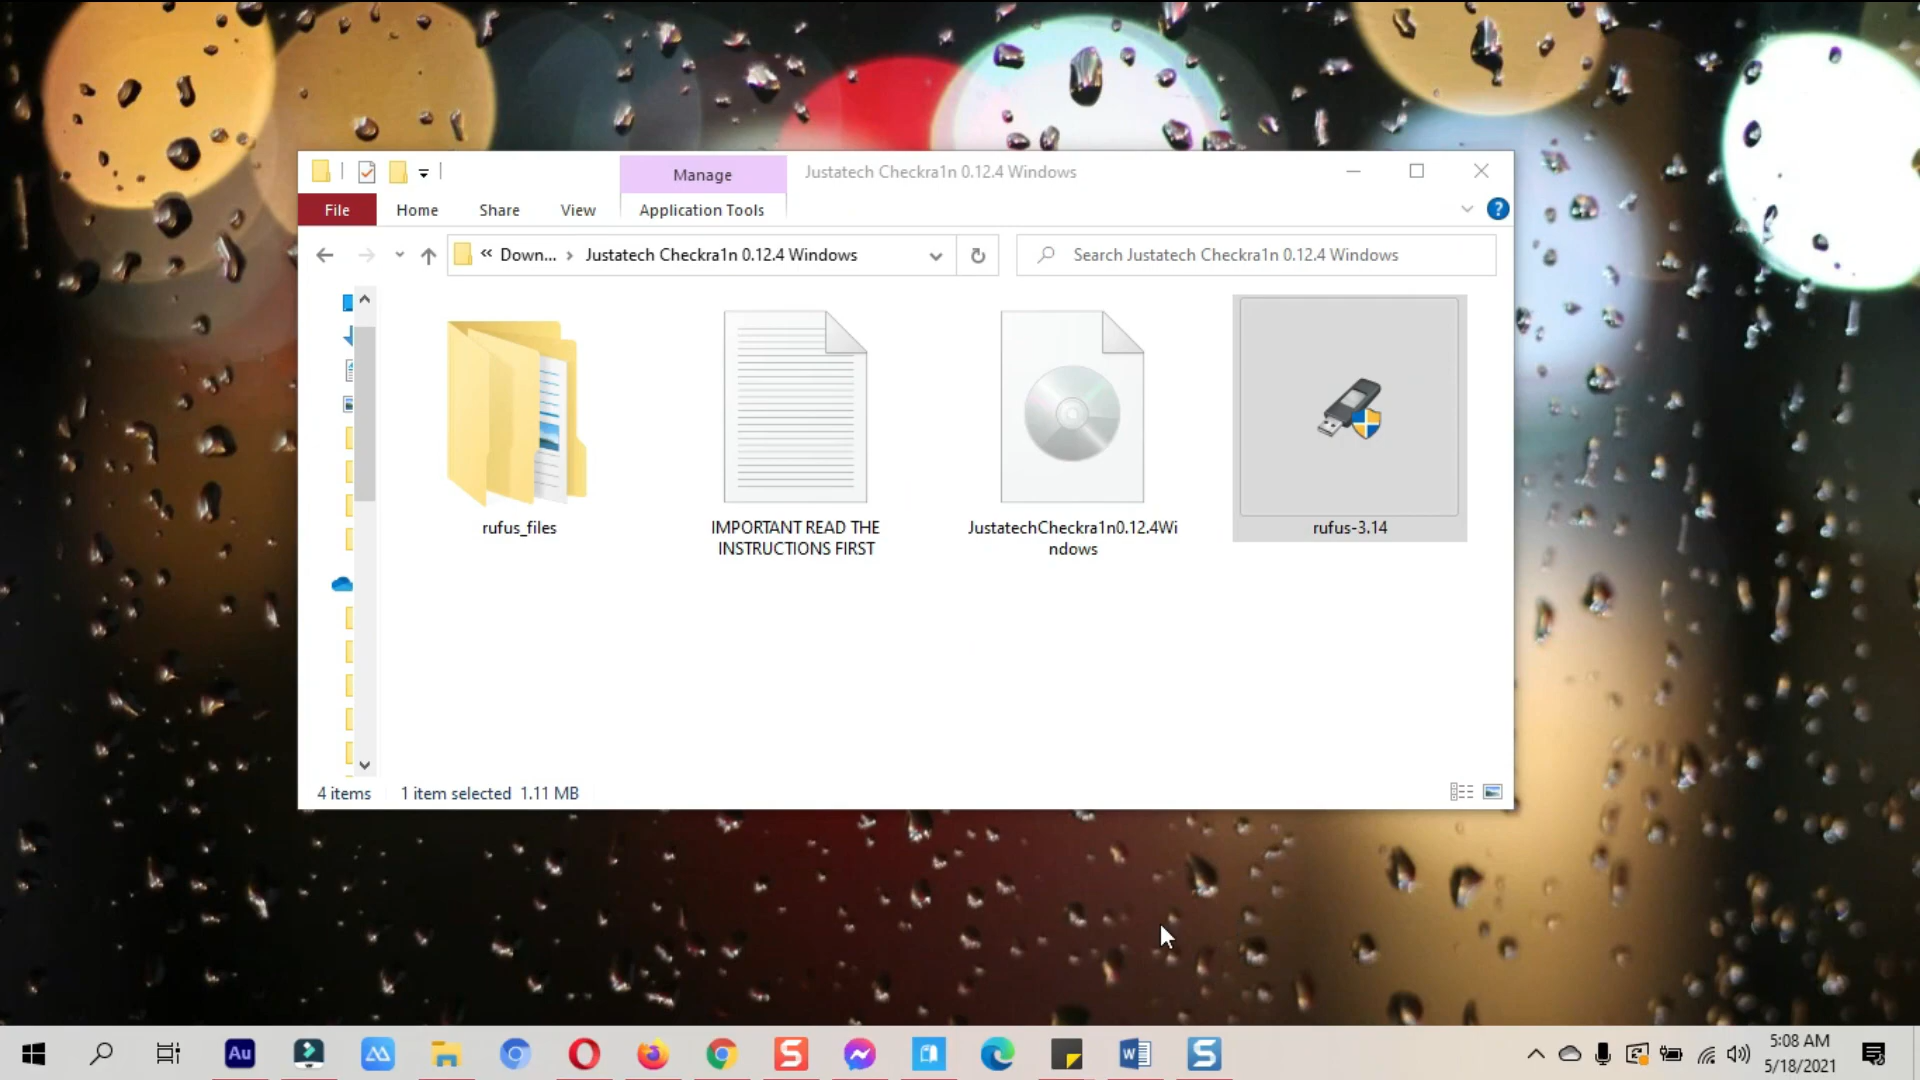 Manage
Justatech Checkra1n 0.12.4 Windows
File
Home
Share
View
Application Tools
?
« Down... › Justatech Checkra1n 0.12.4 Windows
Search Justatech Checkra1n 0.12.4 Windows
rufus_files
IMPORTANT READ THE
INSTRUCTIONS FIRST
JustatechCheckra1n0.12.4Wi
ndows
rufus-3.14
4 items
1 item selected 1.11 MB
Au
S
W
S
5:08 AM
5/18/2021